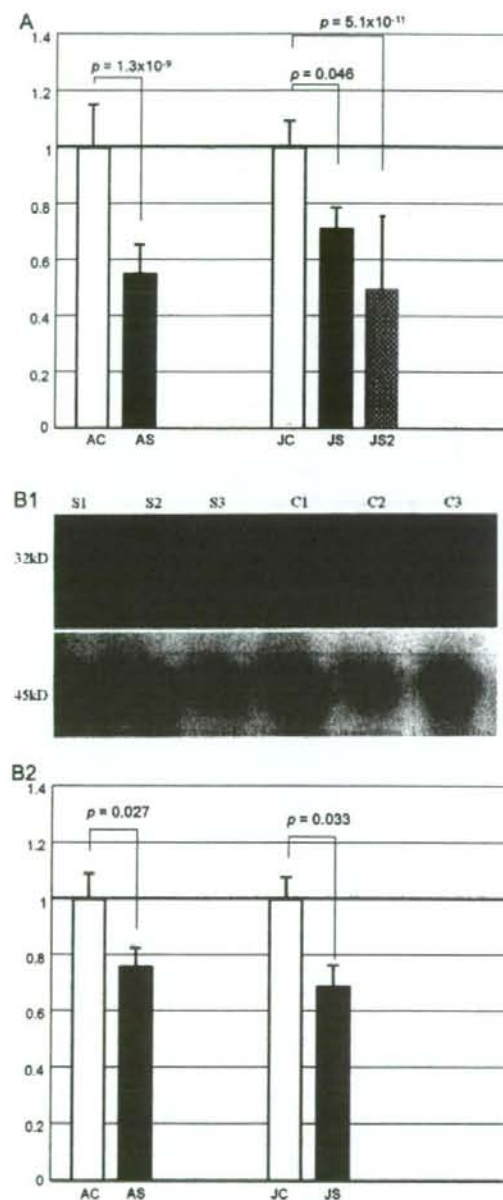 A
1.4
p = 5.1x10⁻¹¹
p = 1.3x10⁻⁹
p = 0.046
1.2
1
0.8
0.6
0.4
0.2
0
AC AS JC JS JS2
B1
S1 S2 S3 C1 C2 C3
32kD
45kD
B2
1.4
p = 0.027 p = 0.033
1.2
1
0.8
0.6
0.4
0.2
0
AC AS JC JS